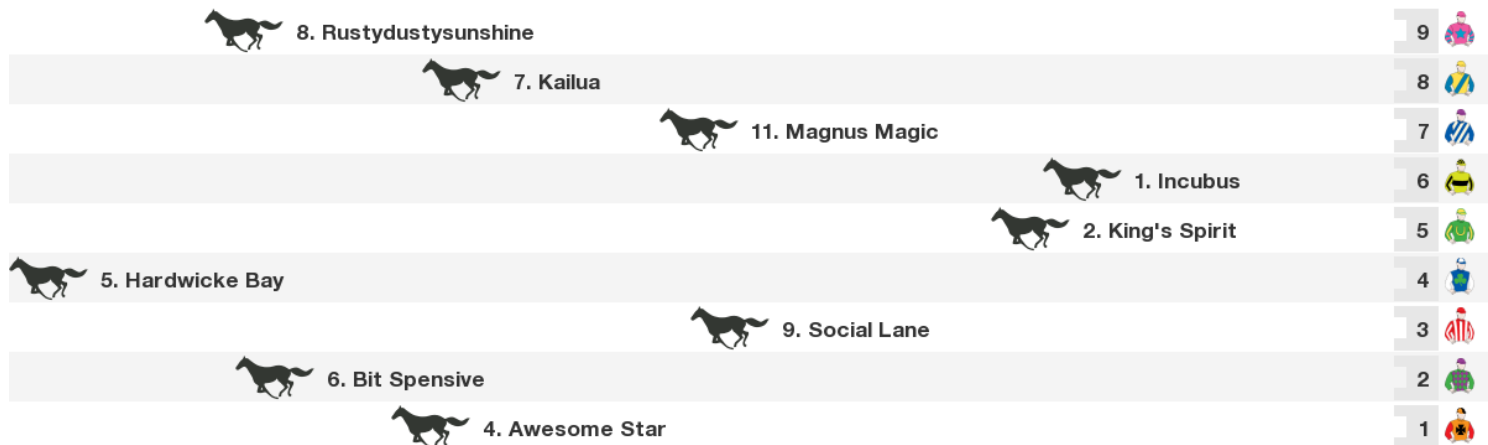 8. Rustydustysunshine 9
7. Kailua 8
11. Magnus Magic 7
1. Incubus 6
2. King's Spirit 5
5. Hardwicke Bay 4
9. Social Lane 3
6. Bit Spensive 2
4. Awesome Star 1